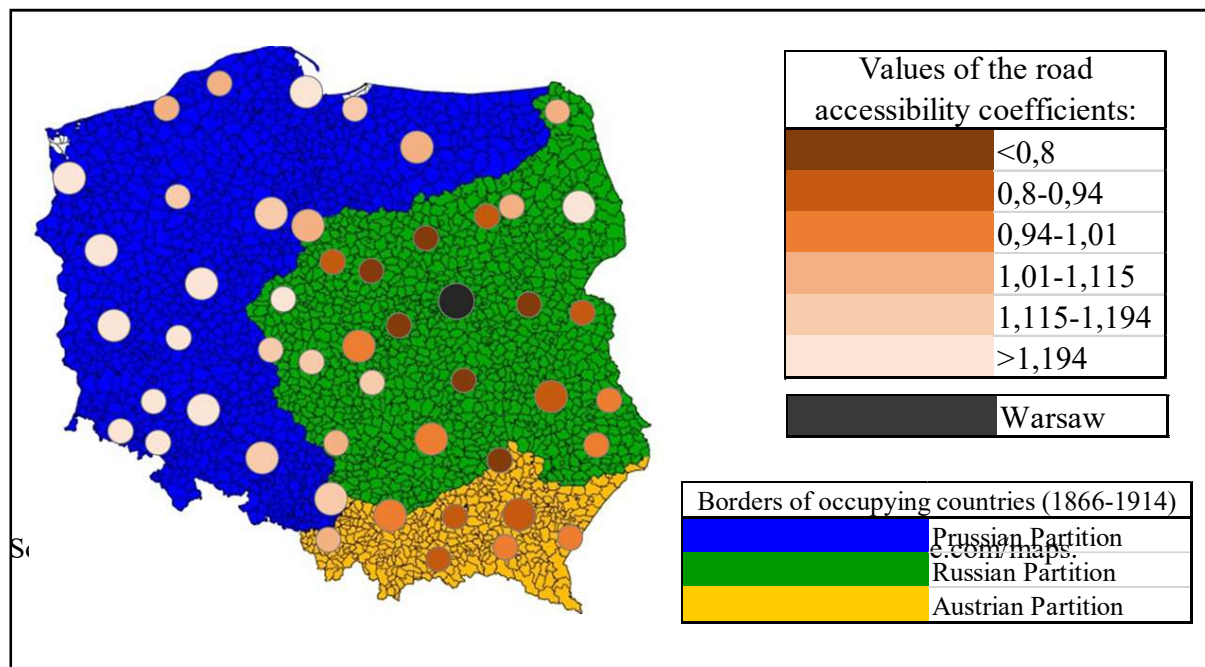 Values of the road
accessibility coefficients:
<0,8
0,8-0,94
0,94-1,01
1,01-1,115
1,115-1,194
>1,194
Warsaw
Borders of occupying countries (1866-1914)
Prussian Partition
e.com/maps.
Russian Partition
Austrian Partition